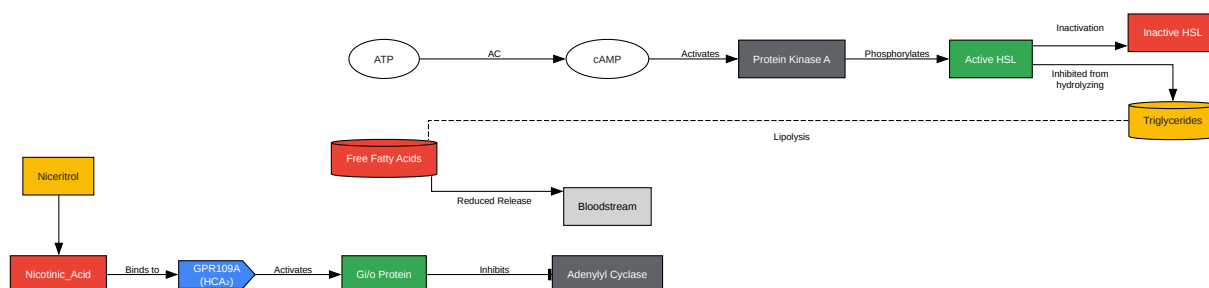 Inactivation
Inactive HSL
ATP
AC
cAMP
Activates
Protein Kinase A
Phosphorylates
Active HSL
Inhibited from
hydrolyzing
Triglycerides
Lipolysis
Free Fatty Acids
Niceritrol
Reduced Release
Bloodstream
Nicotinic_Acid
Binds to
GPR109A
(HCA₂)
Activates
Gi/o Protein
Inhibits
Adenylyl Cyclase